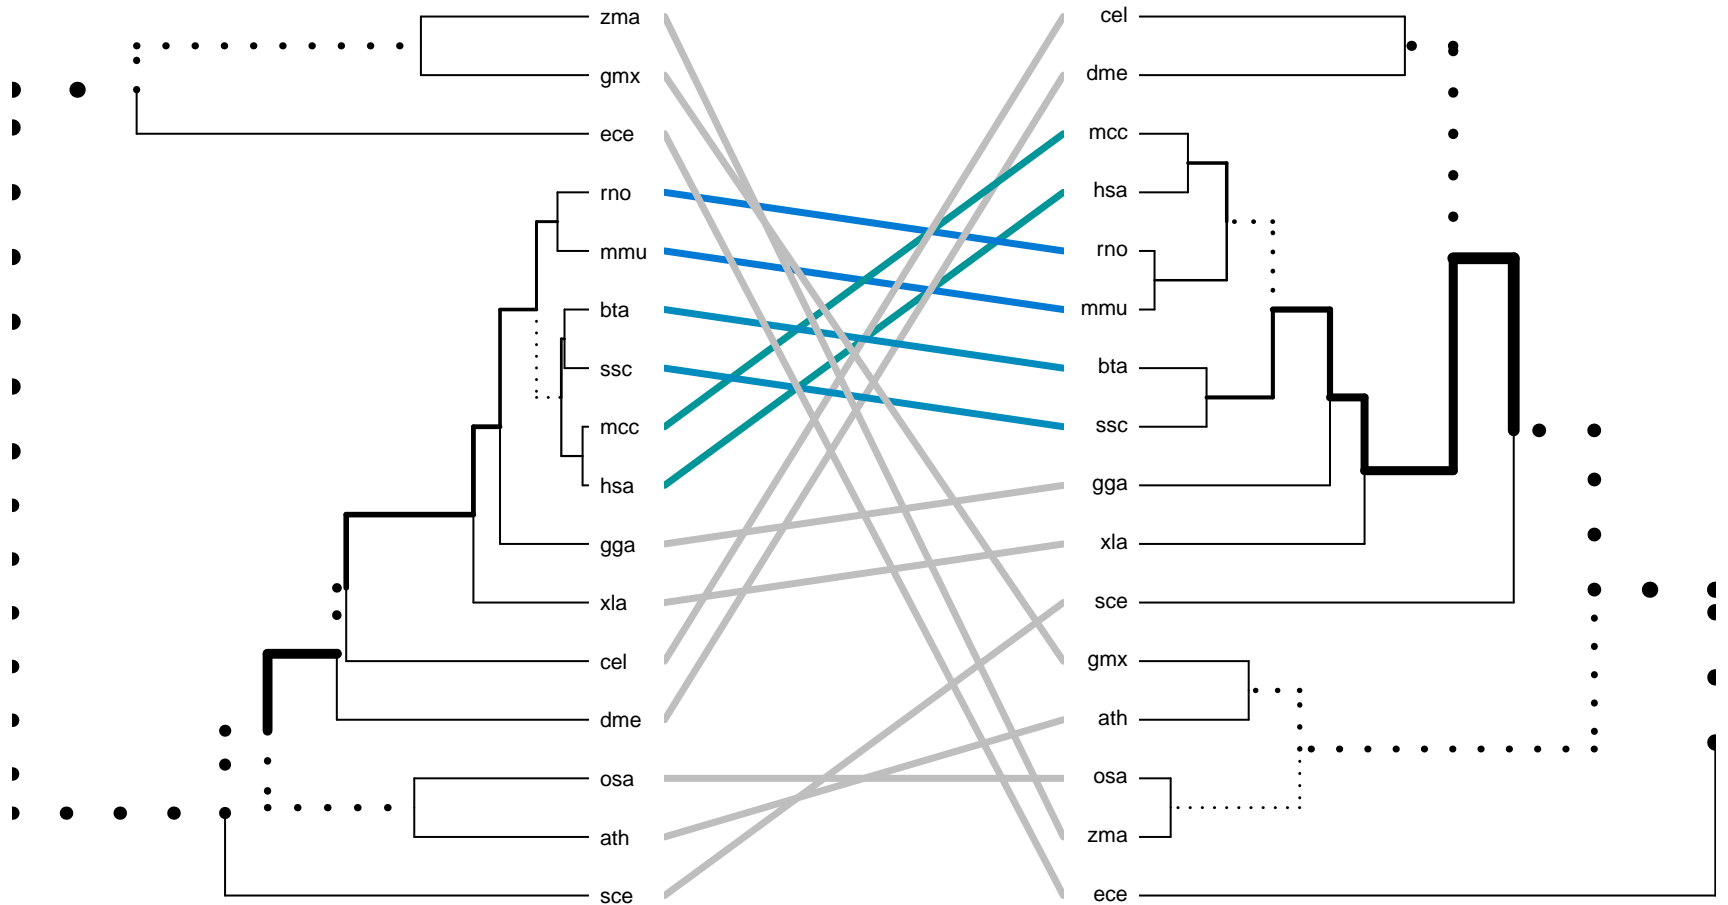 zma
gmx
ece
rno
mmu
bta
ssc
mcc
hsa
gga
xla
cel
dme
osa
ath
sce
cel
dme
mcc
hsa
rno
mmu
bta
ssc
gga
xla
sce
gmx
ath
osa
zma
ece